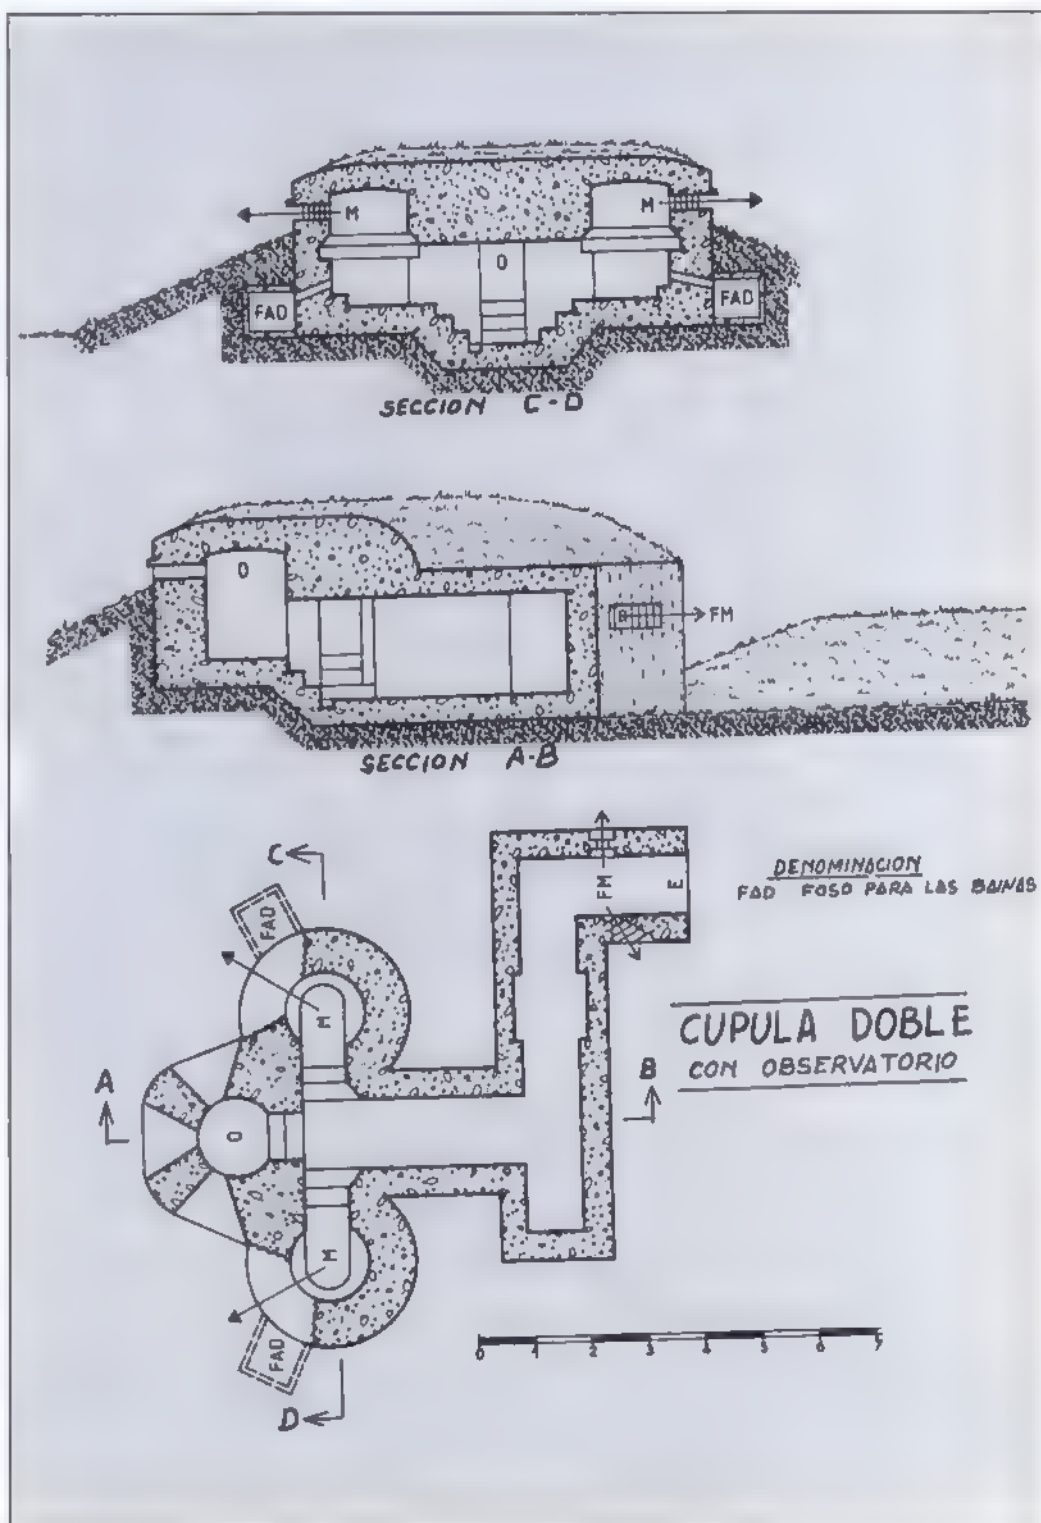 M
M
O
FAD
FAD
SECCION C-D
O
FM
SECCION A-B
C
FM
E
DENOMINACION
FAD FOSO PARA LAS BAINAS
FAD
M
CUPULA DOBLE
CON OBSERVATORIO
A
B
O
M
FAD
0 1 2 3 4 5 6 7
D